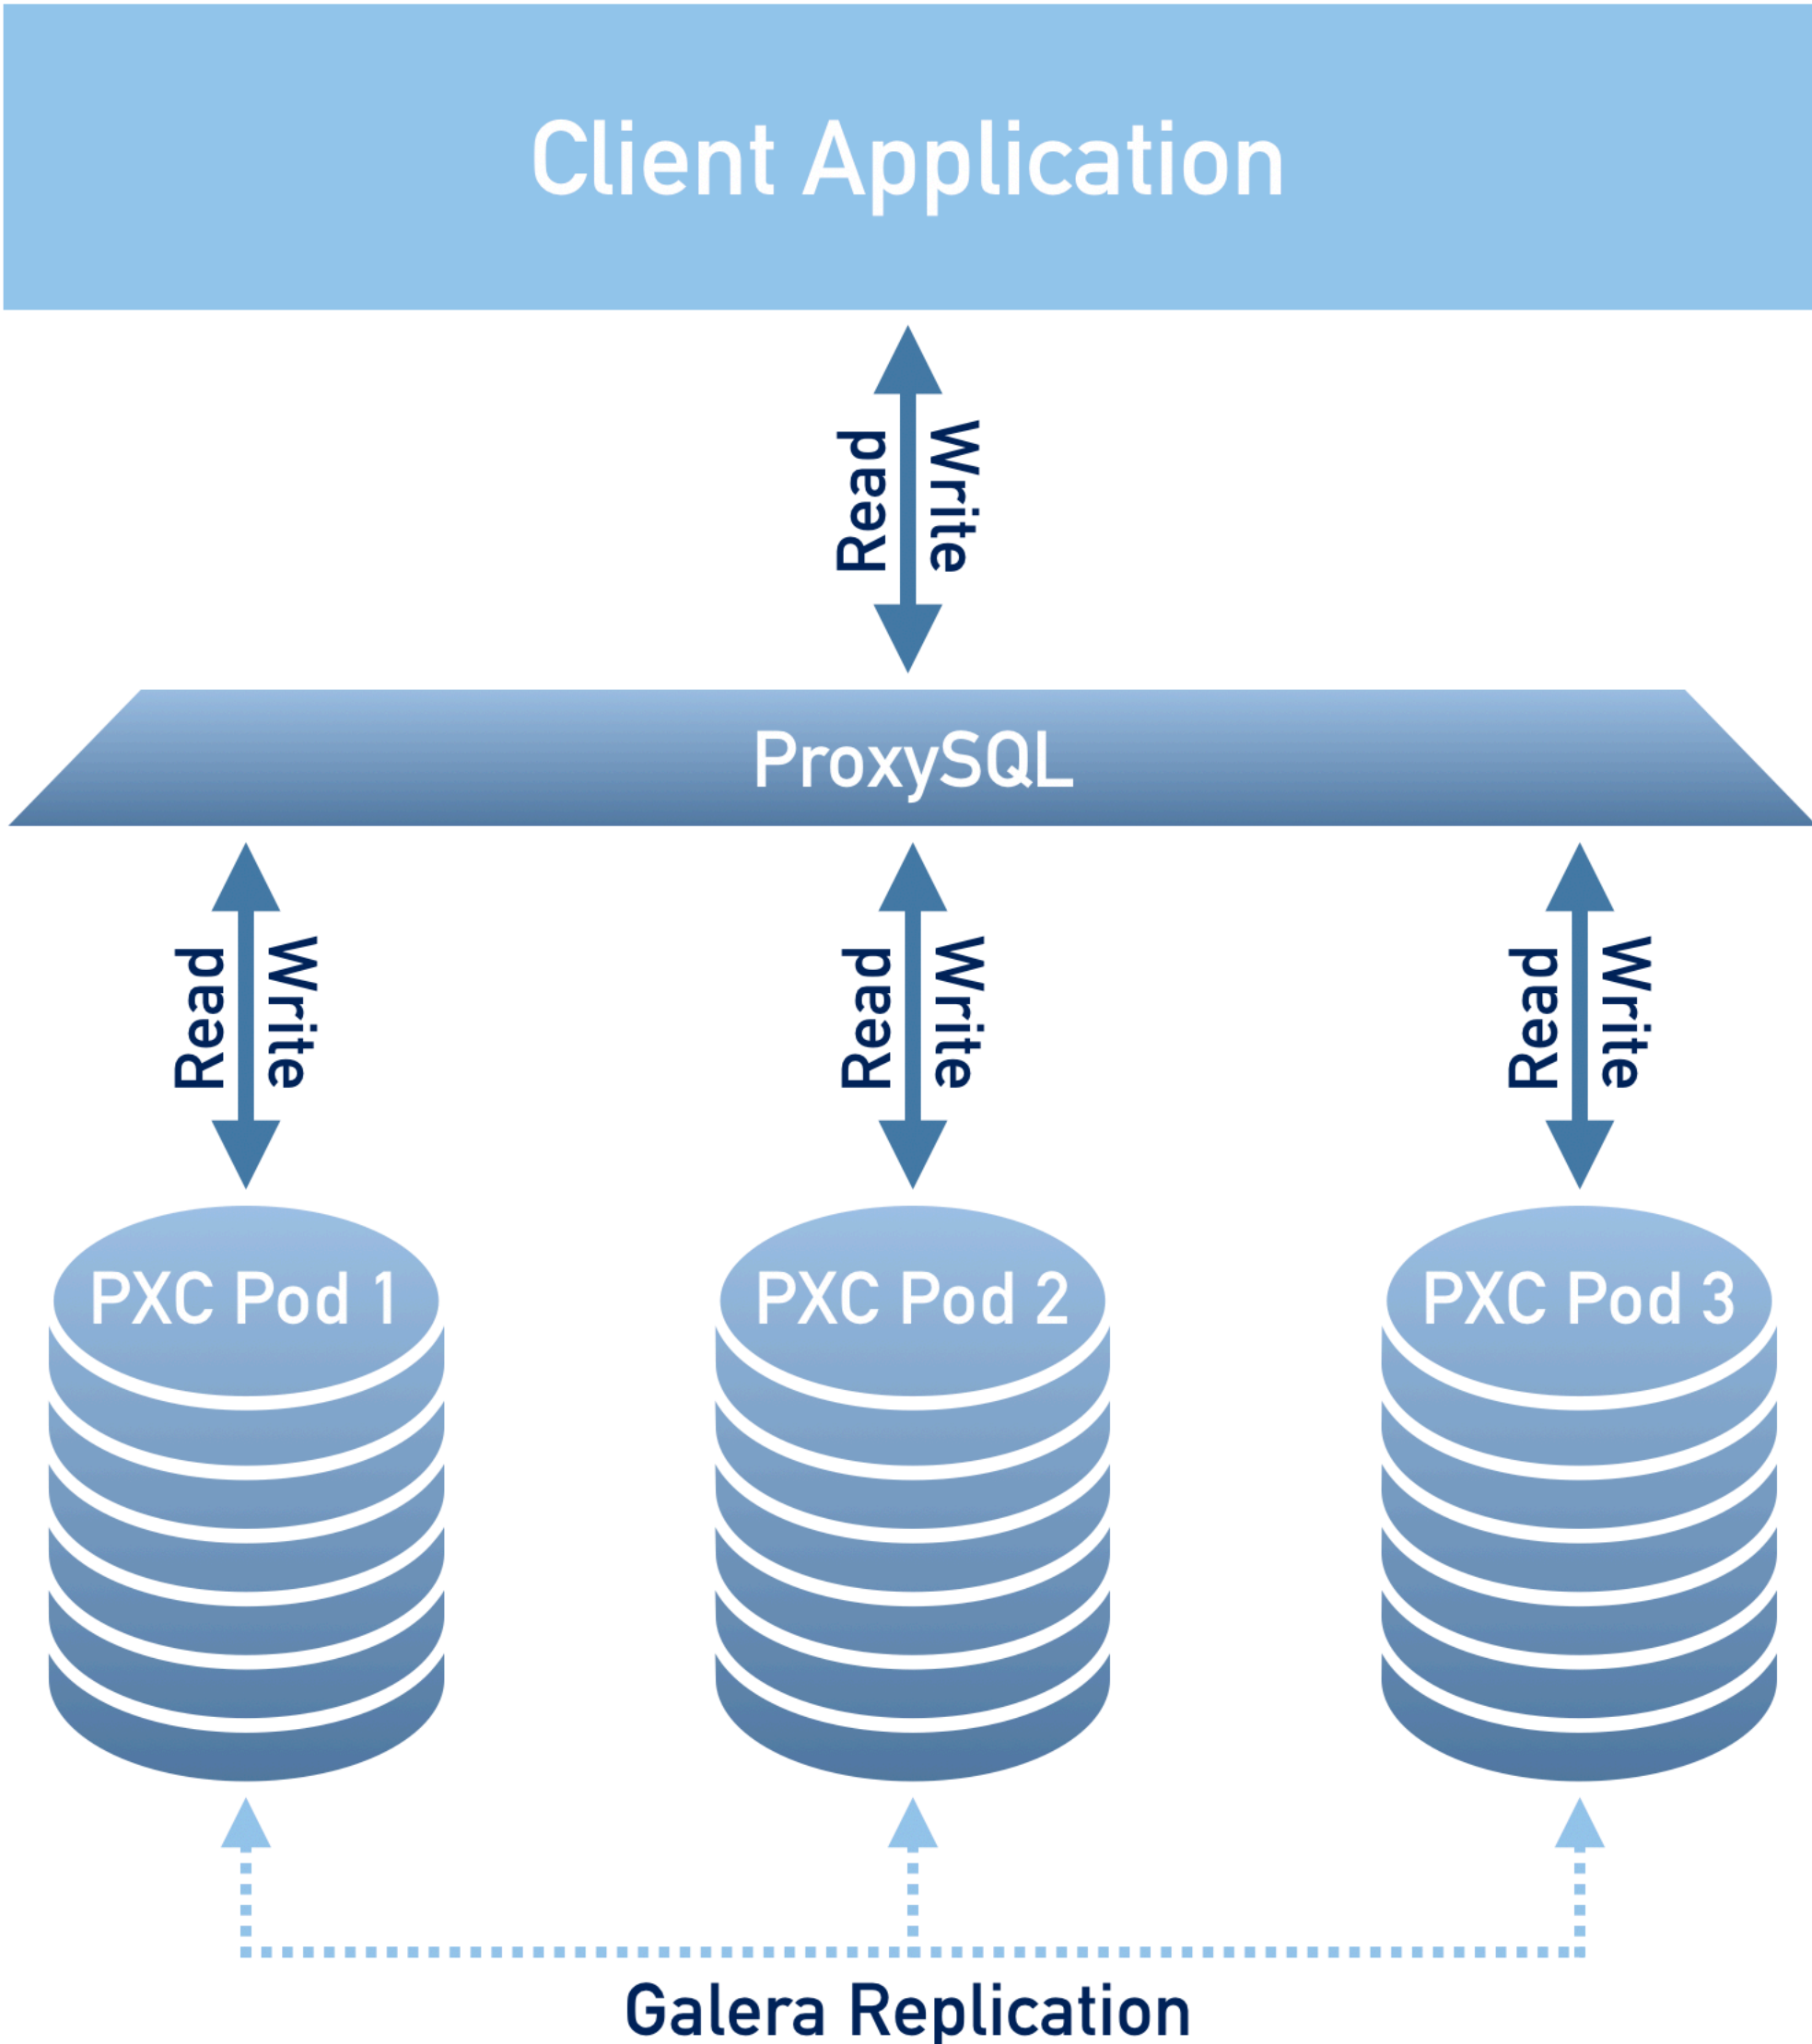 Client Application
Read
Write
ProxySQL
Read
Write
Read
Write
Read
Write
PXC Pod 1
PXC Pod 2
PXC Pod 3
Galera Replication